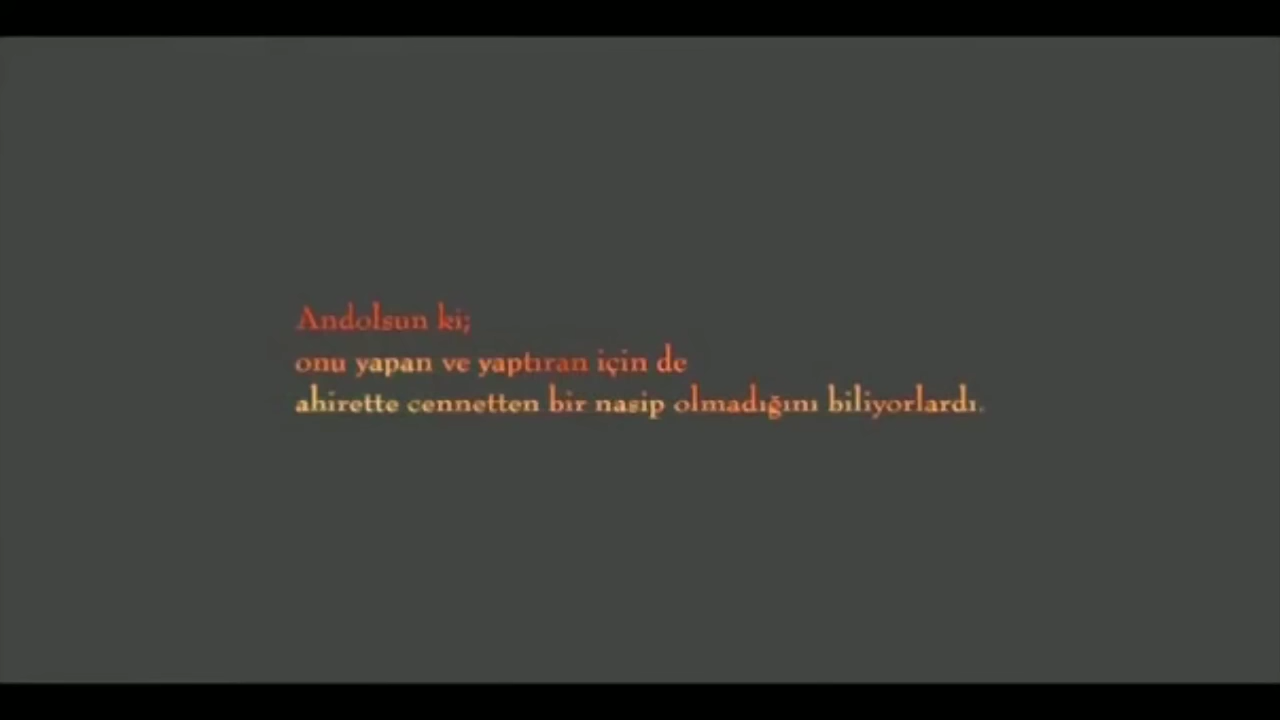 Andolsun ki;
onu yapan ve yaptıran için de
ahirette cennetten bir nasip olmadığını biliyorlardı.